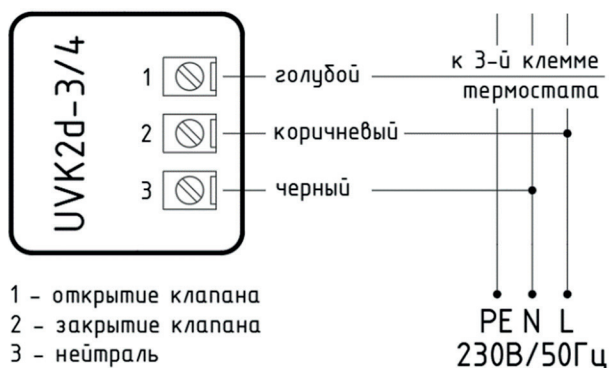 UVK2d-3/4
1 голубой к 3-й клемме
термостата
2 коричневый
3 черный
1 - открытие клапана
2 - закрытие клапана
3 - нейтраль
PE N L
230В/50Гц